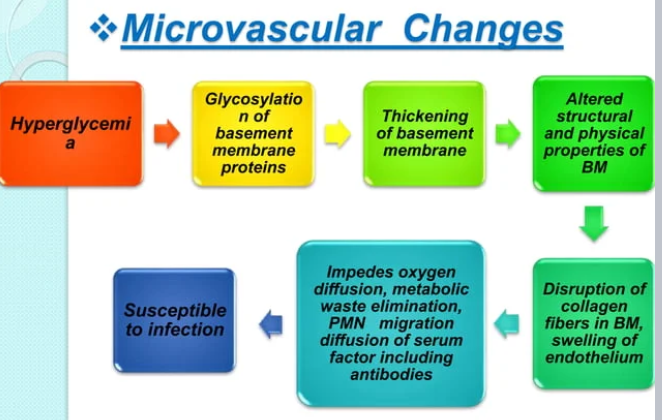 ❖Microvascular Changes
Hyperglycemi
a
Glycosylatio
n of
basement
membrane
proteins
Thickening
of basement
membrane
Altered
structural
and physical
properties of
BM
Disruption of
collagen
fibers in BM,
swelling of
endothelium
Impedes oxygen
diffusion, metabolic
waste elimination,
PMN migration
diffusion of serum
factor including
antibodies
Susceptible
to infection